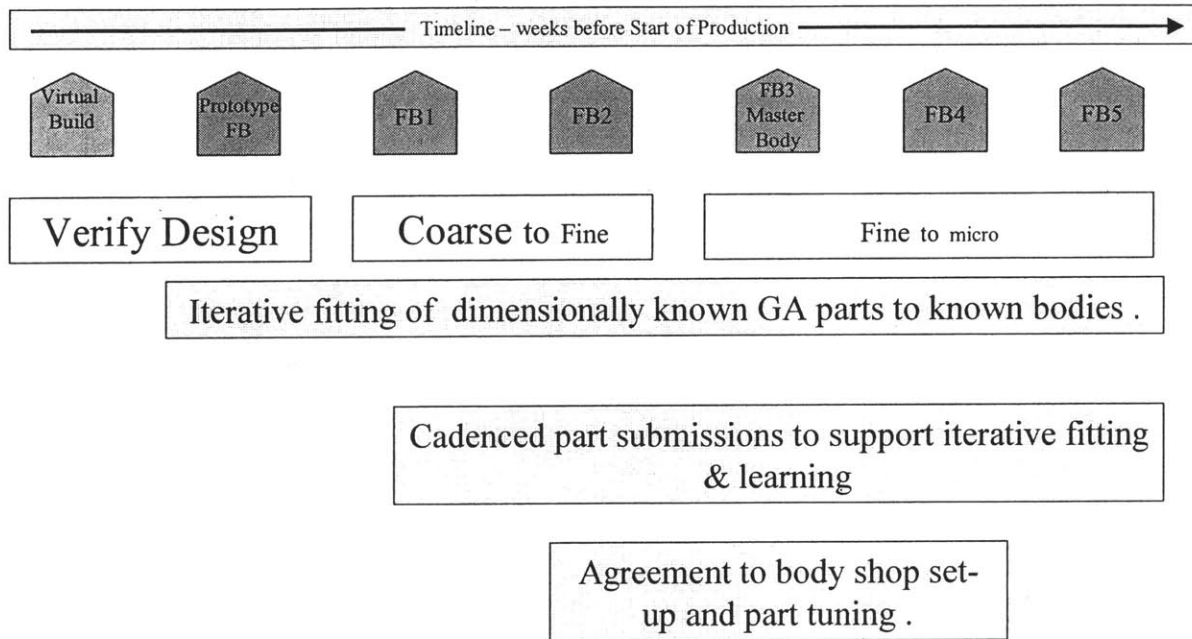 Timeline – weeks before Start of Production
Virtual
Build
Prototype
FB
FB1
FB2
FB3
Master
Body
FB4
FB5
Verify Design
Coarse to Fine
Fine to micro
Iterative fitting of dimensionally known GA parts to known bodies .
Cadenced part submissions to support iterative fitting
& learning
Agreement to body shop set-
up and part tuning .